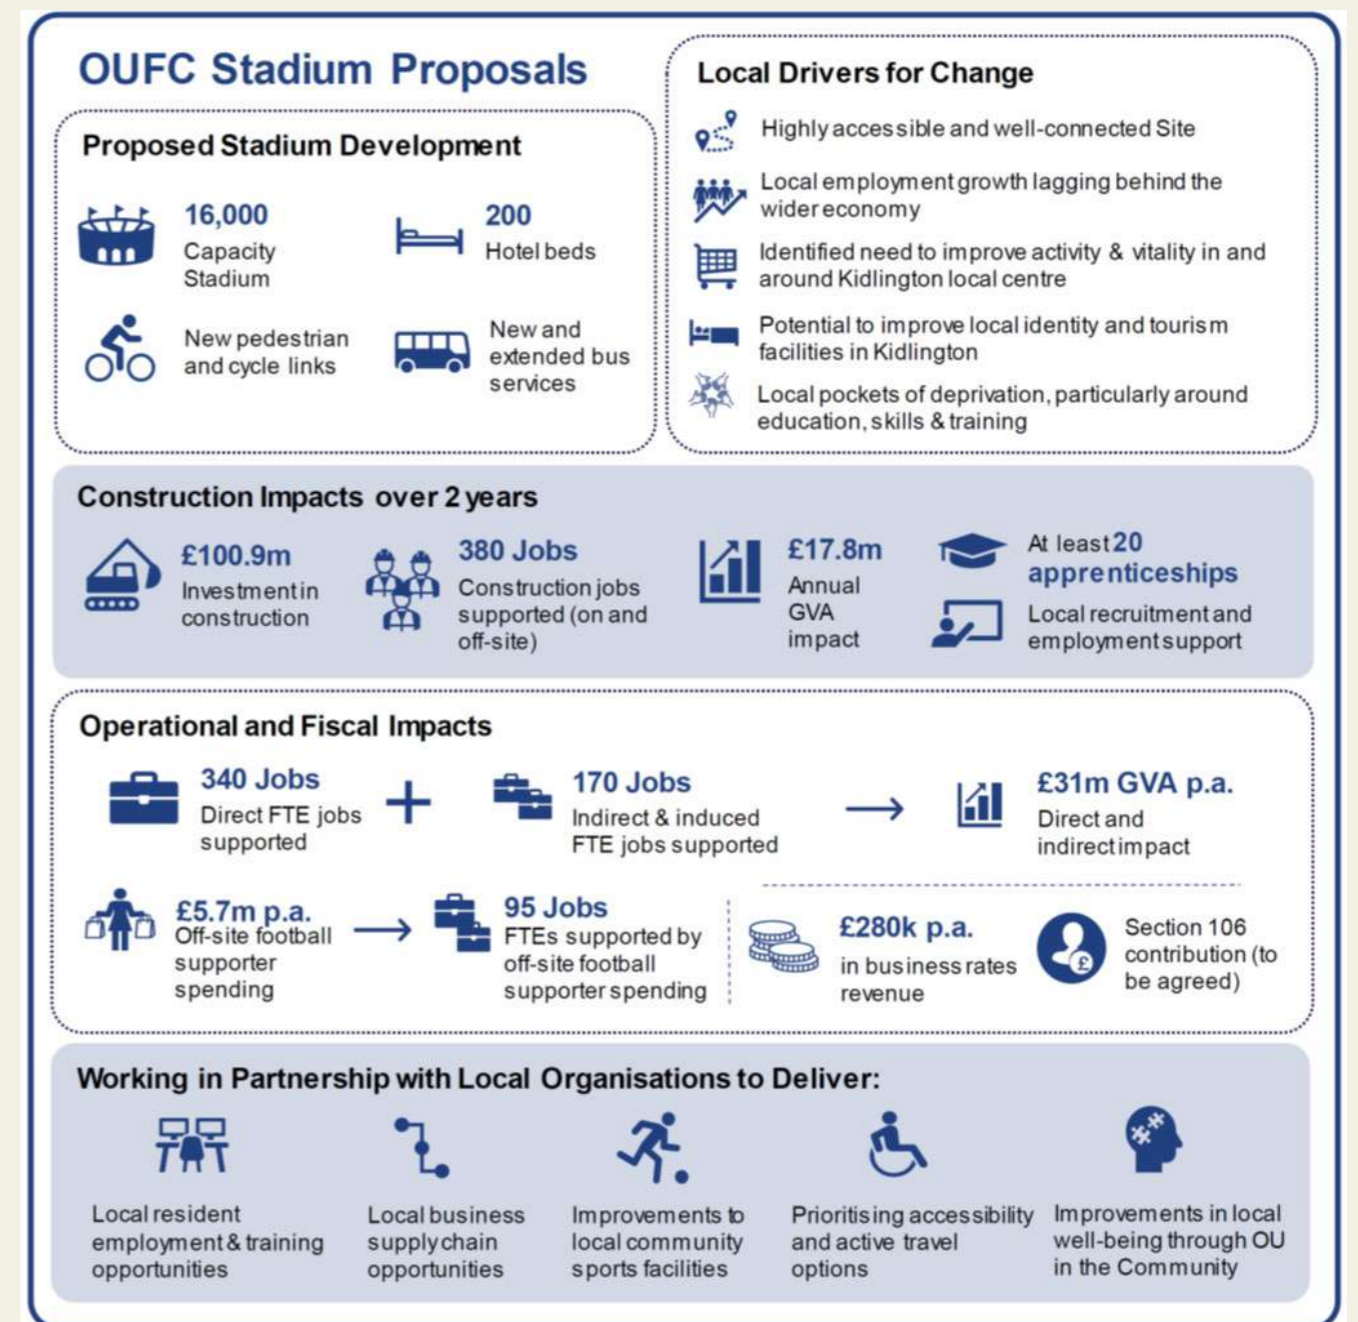 OUFC Stadium Proposals
Proposed Stadium Development
16,000
Capacity
Stadium
200
Hotel beds
New pedestrian
and cycle links
New and
extended bus
services
Local Drivers for Change
Highly accessible and well-connected Site
Local employment growth lagging behind the
wider economy
Identified need to improve activity & vitality in and
around Kidlington local centre
Potential to improve local identity and tourism
facilities in Kidlington
Local pockets of deprivation, particularly around
education, skills & training
Construction Impacts over 2 years
£100.9m
Investment in
construction
380 Jobs
Construction jobs
supported (on and
off-site)
£17.8m
Annual
GVA
impact
At least 20
apprenticeships
Local recruitment and
employment support
Operational and Fiscal Impacts
340 Jobs
Direct FTE jobs
supported
+
170 Jobs
Indirect & induced
FTE jobs supported
£31m GVA p.a.
Direct and
indirect impact
£5.7m p.a.
Off-site football
supporter
spending
95 Jobs
FTEs supported by
off-site football
supporter spending
£280k p.a.
in business rates
revenue
£
Section 106
contribution (to
be agreed)
Working in Partnership with Local Organisations to Deliver:
Local resident
employment & training
opportunities
Local business
supply chain
opportunities
Improvements to
local community
sports facilities
Prioritising accessibility
and active travel
options
Improvements in local
well-being through OU
in the Community